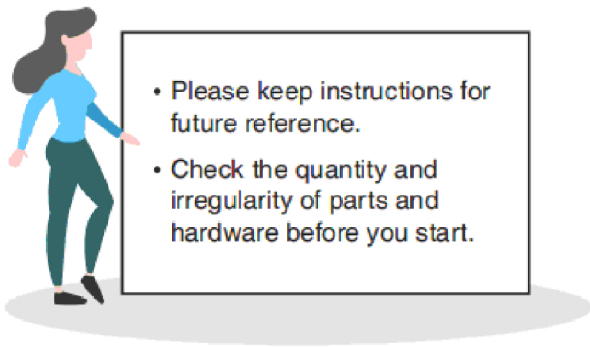 • Please keep instructions for
future reference.
• Check the quantity and
irregularity of parts and
hardware before you start.